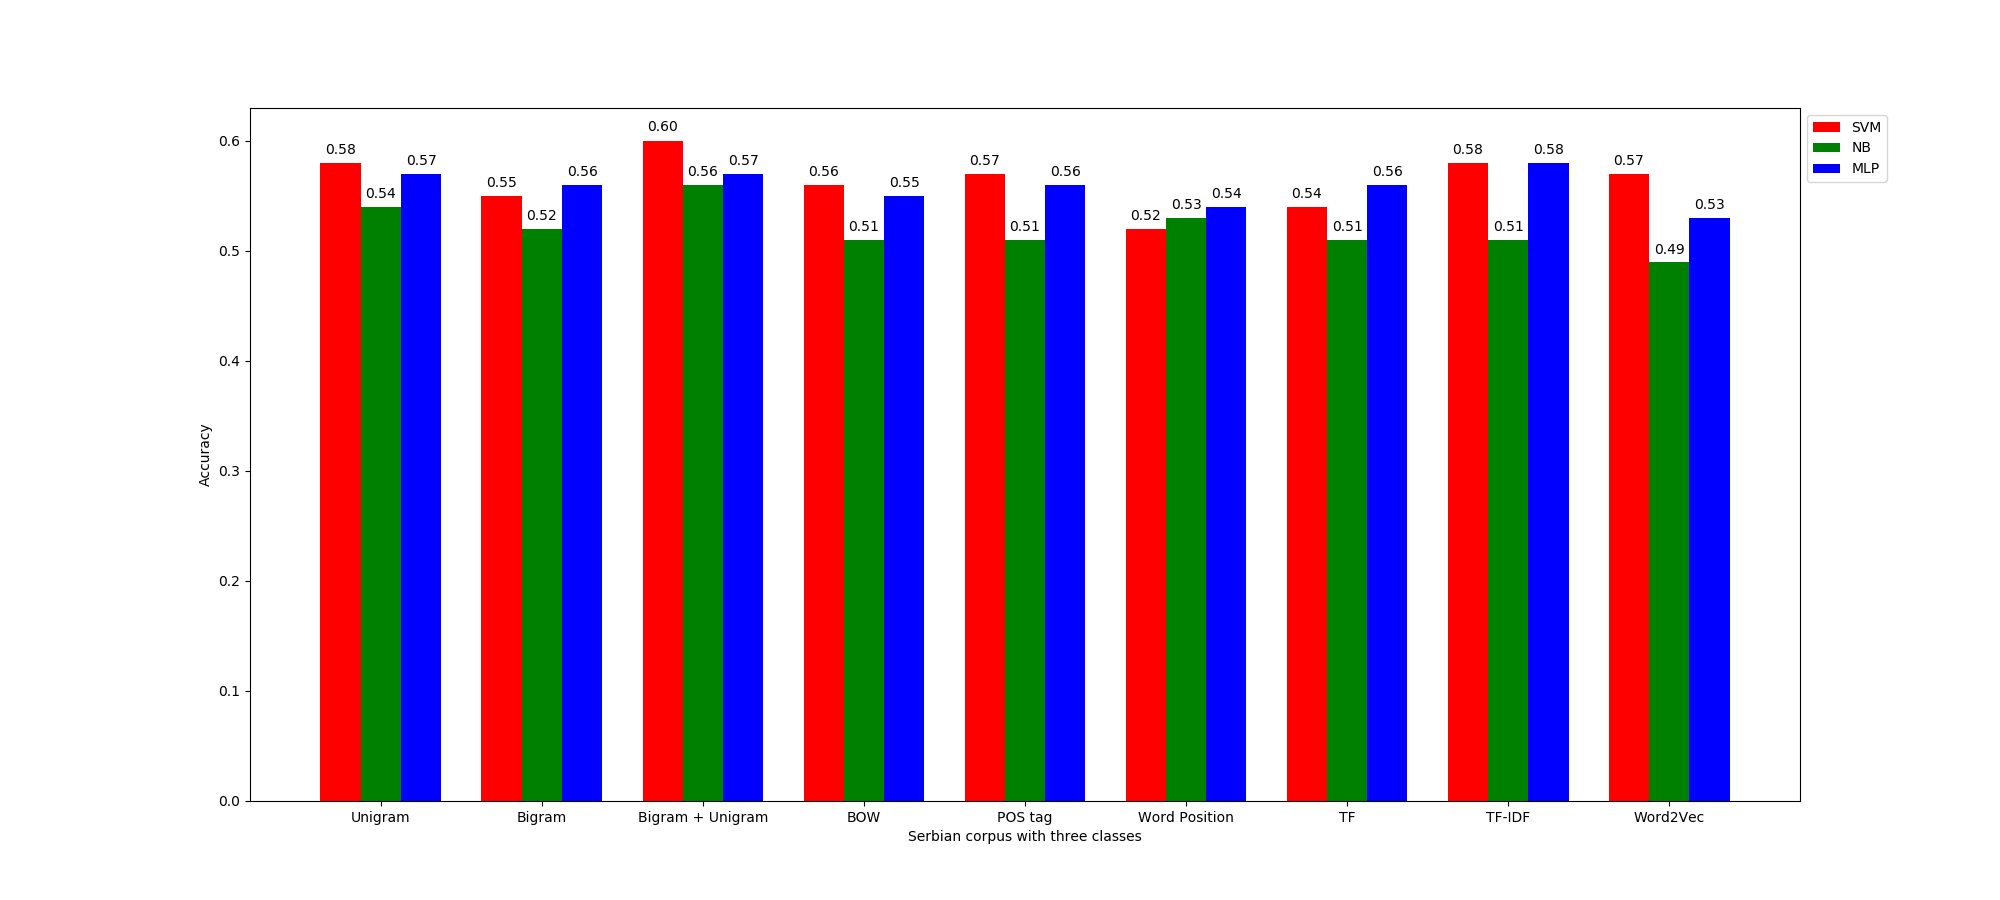 0.60
0.58 0.54 0.57
0.55 0.52 0.56
0.56 0.57
0.56 0.51 0.55
0.57 0.51 0.56
0.52 0.53 0.54
0.54 0.51 0.56
0.58 0.51 0.58
0.57 0.49 0.53
SVM
NB
MLP
0.6
0.5
0.4
0.3
0.2
0.1
0.0
Accuracy
Unigram Bigram Bigram + Unigram BOW POS tag Word Position TF TF-IDF Word2Vec
Serbian corpus with three classes